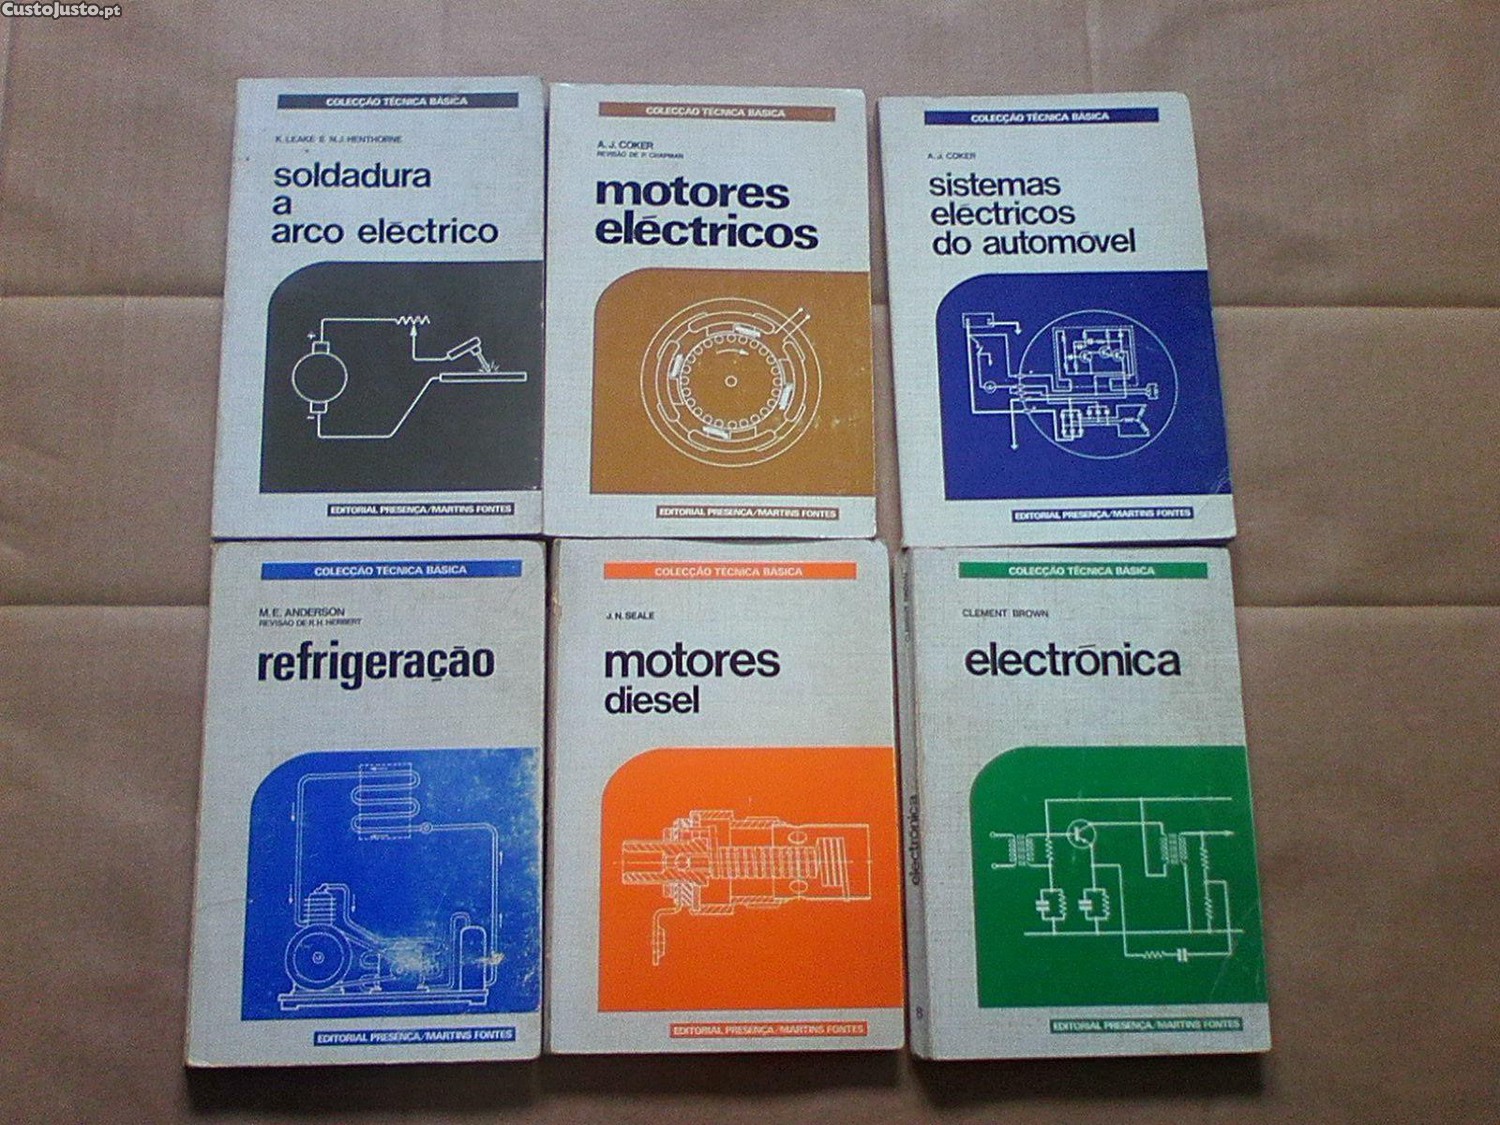 CustoJusto.pt
COLECÇÃO TÉCNICA BÁSICA
K. LEAKE E N.J. HENTHORNE
soldadura
a
arco eléctrico
EDITORIAL PRESENÇA/MARTINS FONTES
COLECÇÃO TÉCNICA BÁSICA
A. J. COKER
REVISÃO DE P. CHAPMAN
motores
eléctricos
EDITORIAL PRESENÇA/MARTINS FONTES
COLECÇÃO TÉCNICA BÁSICA
A. J. COKER
sistemas
eléctricos
do automóvel
EDITORIAL PRESENÇA/MARTINS FONTES
COLECÇÃO TÉCNICA BÁSICA
M. E. ANDERSON
REVISÃO DE R.H. HERBERT
refrigeração
EDITORIAL PRESENÇA/MARTINS FONTES
COLECÇÃO TÉCNICA BÁSICA
J. N. SEALE
motores
diesel
EDITORIAL PRESENÇA/MARTINS FONTES
COLECÇÃO TÉCNICA BÁSICA
CLEMENT BROWN
electrónica
EDITORIAL PRESENÇA/MARTINS FONTES
electrónica
8